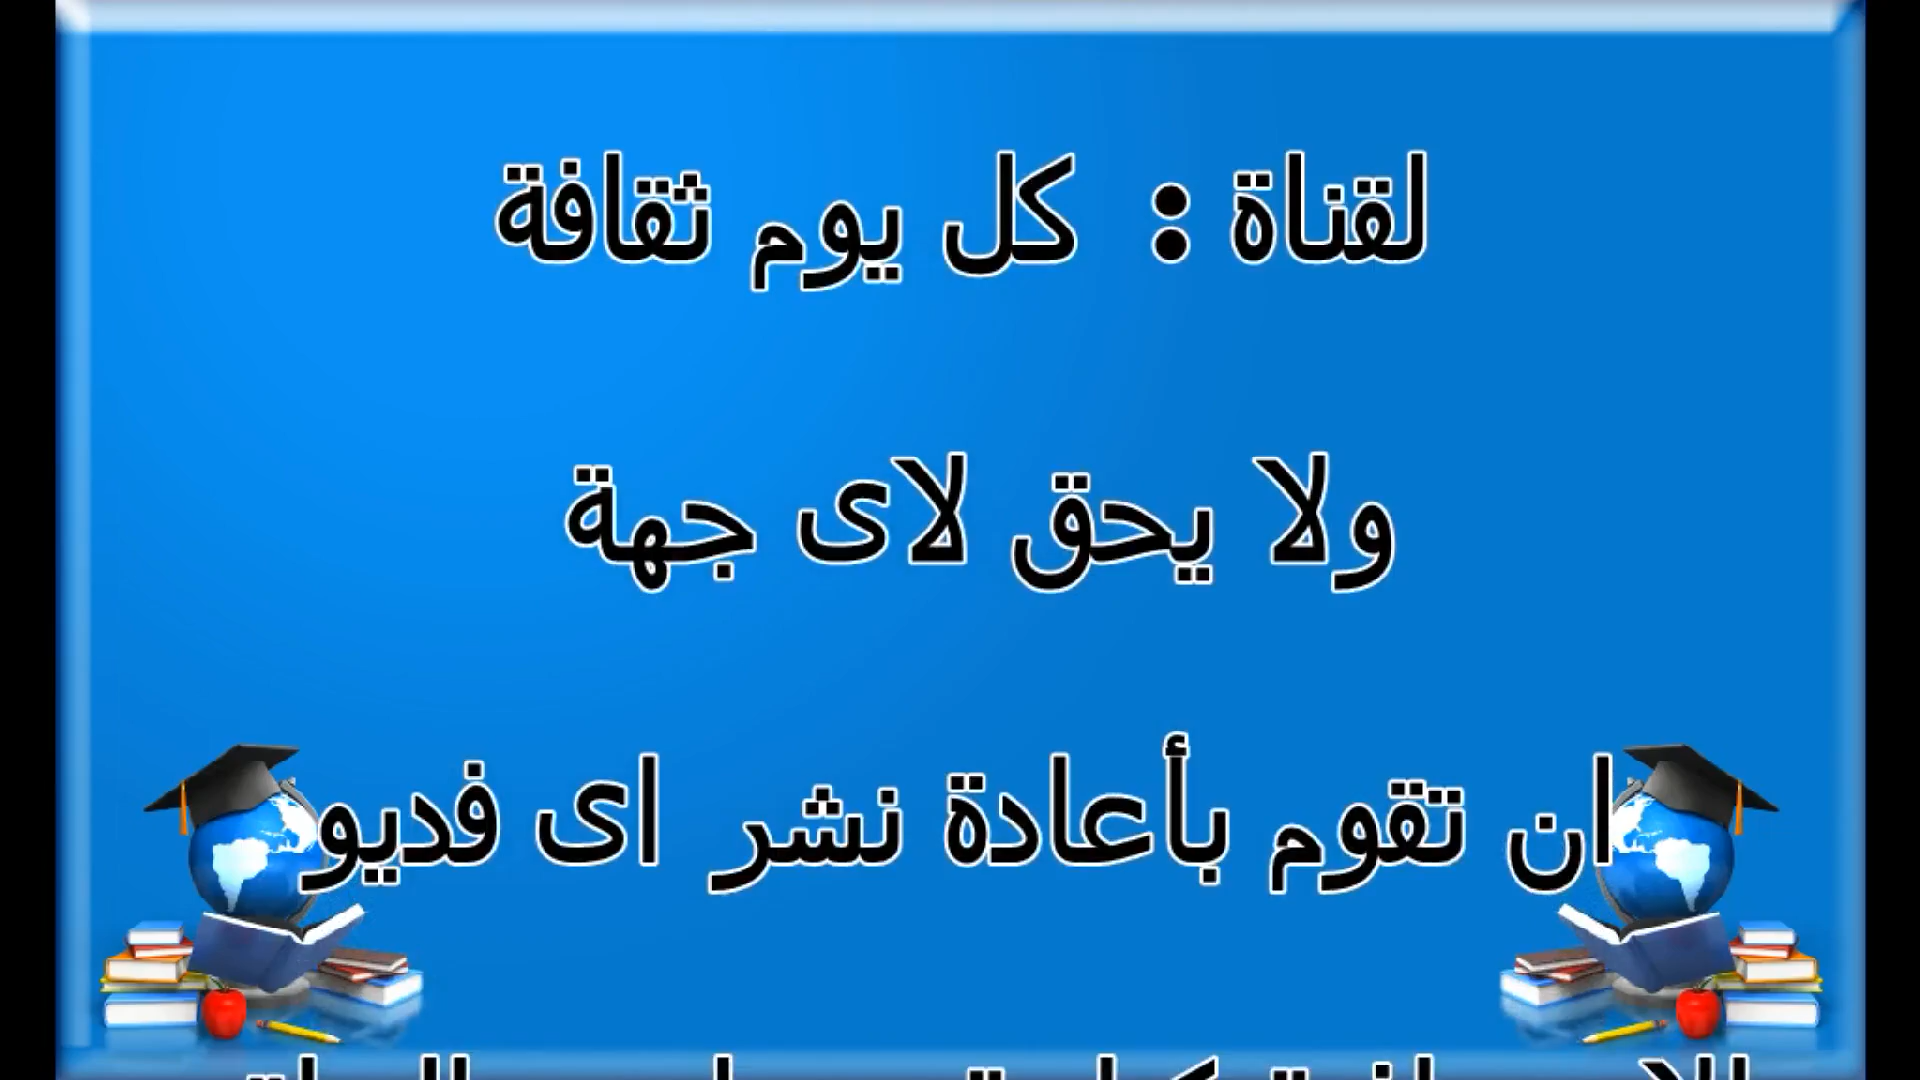 لقناة : كل يوم ثقافة
ولا يحق لاى جهة
ان تقوم بأعادة نشر اى فديو